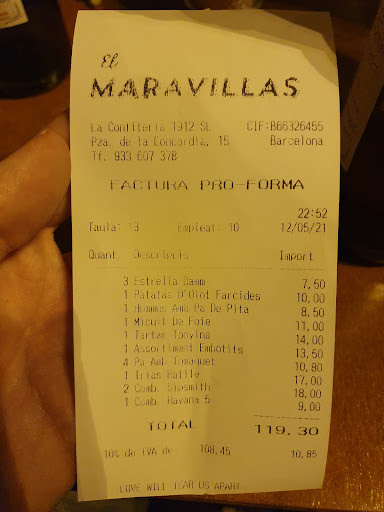 El
MARAVILLAS
La Confiteria 1912 SL CIF:B66326455
Pza. de la Concordia, 15 Barcelona
Tf. 933 607 378
FACTURA PRO-FORMA
22:52
Taula: 13 Empleat: 10 12/05/21
Quant. Descripcio Import
3 Estrella Damm 7,50
1 Patatas D'Olot Farcides 10,00
1 Hummus Amb Pa De Pita 8,50
1 Micuit De Foie 11,00
1 Tartar Tonyina 14,00
1 Assortiment Embotits 13,50
4 Pa Amb Tomaquet 10,80
1 Trias Batlle 17,00
2 Comb. Sipsmith 18,00
1 Comb. Havana 5 9,00
TOTAL 119,30
10% de IVA de 108,45 10,85
LOVE WILL TEAR US APART